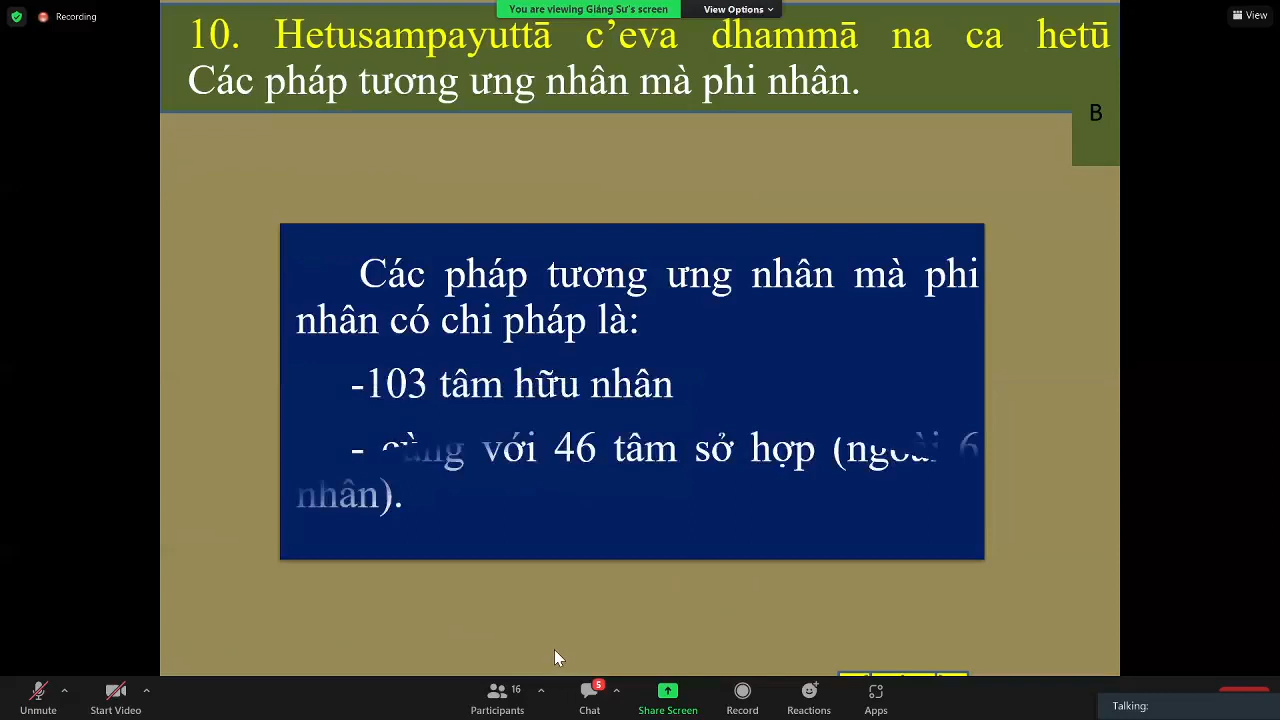 Recording
You are viewing Giảng Sư's screen
View Options
View
10. Hetusampayuttā c’eva dhammā na ca hetū
Các pháp tương ưng nhân mà phi nhân.
B
Các pháp tương ưng nhân mà phi
nhân có chi pháp là:
-103 tâm hữu nhân
- cùng với 46 tâm sở hợp (ngoài 6
nhân).
Unmute
Start Video
16
Participants
5
Chat
Share Screen
Record
Reactions
Apps
Talking: